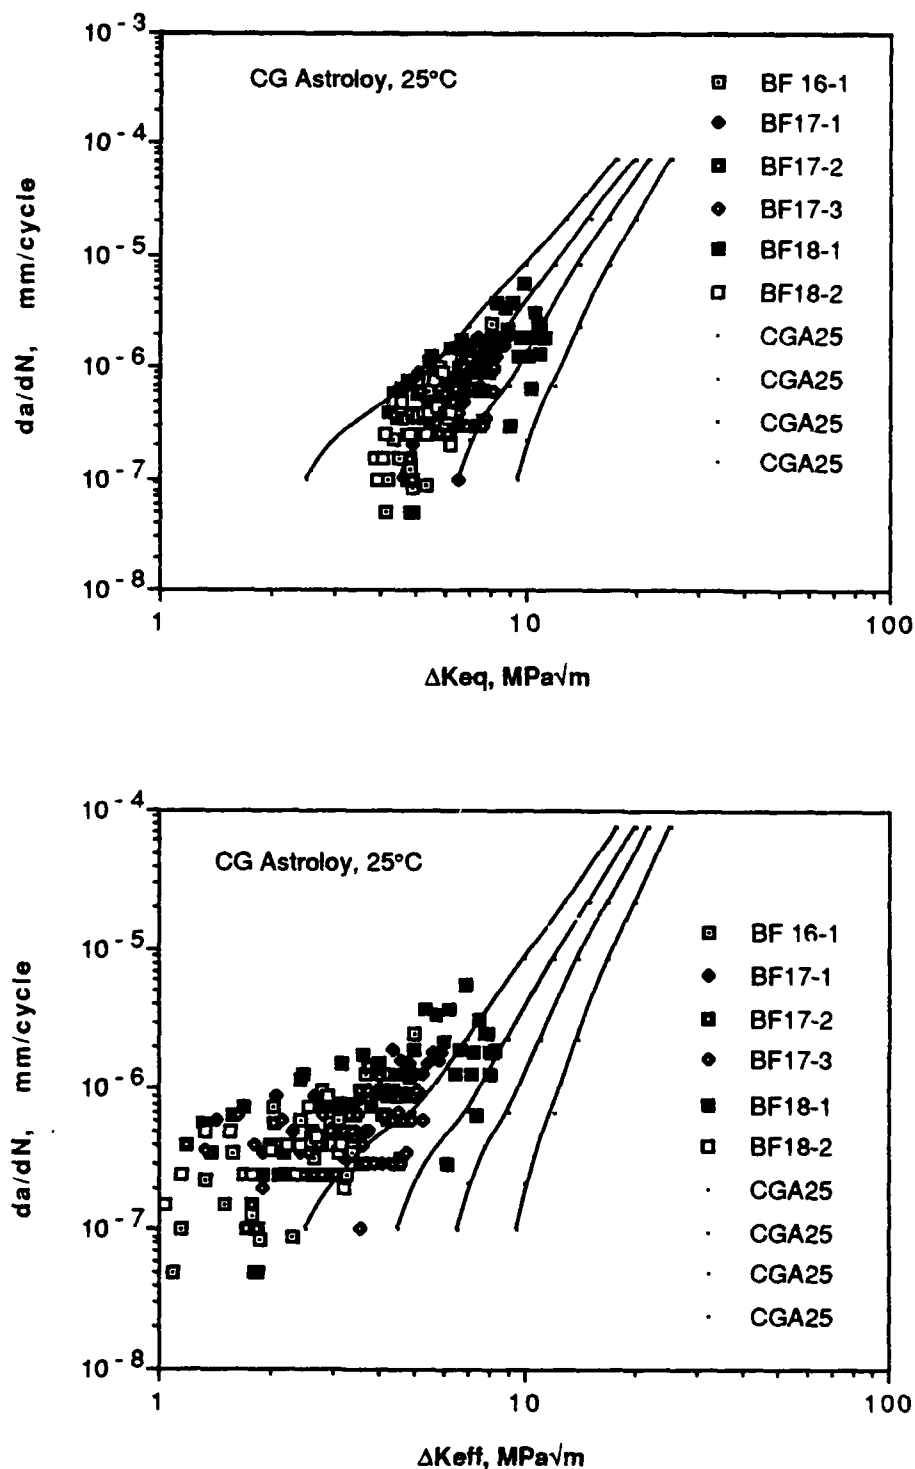 10⁻³
CG Astroloy, 25°C
BF 16-1
10⁻⁴
BF17-1
BF17-2
BF17-3
10⁻⁵
BF18-1
BF18-2
CGA25
10⁻⁶
CGA25
CGA25
CGA25
10⁻⁷
10⁻⁸
da/dN, mm/cycle
1 10 100
ΔKeq, MPa√m
10⁻⁴
CG Astroloy, 25°C
BF 16-1
10⁻⁵
BF17-1
BF17-2
BF17-3
10⁻⁶
BF18-1
BF18-2
CGA25
10⁻⁷
CGA25
CGA25
CGA25
10⁻⁸
da/dN, mm/cycle
1 10 100
ΔKeff, MPa√m